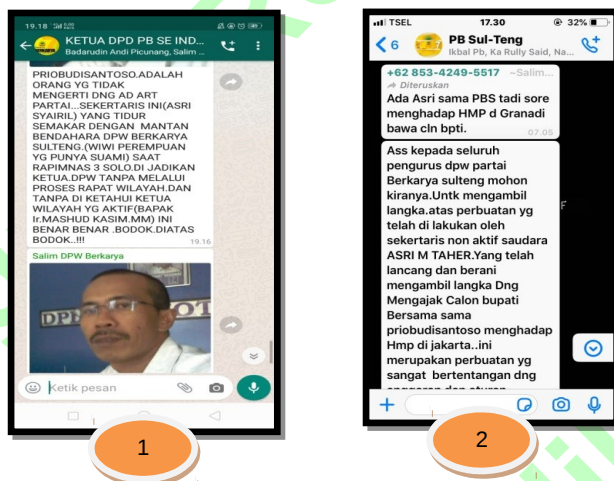 19.18
KETUA DPD PB SE IND...
Badarudin Andi Picunang, Salim ...
PRIOBUDISANTOSO.ADALAH
ORANG YG TIDAK
MENGERTI DNG AD ART
PARTAI...SEKERTARIS INI(ASRI
SYAIRIL) YANG TIDUR
SEMAKAR DENGAN MANTAN
BENDAHARA DPW BERKARYA
SULTENG.(WIWI PEREMPUAN
YG PUNYA SUAMI) SAAT
RAPIMNAS 3 SOLO.DI JADIKAN
KETUA.DPW TANPA MELALUI
PROSES RAPAT WILAYAH.DAN
TANPA DI KETAHUI KETUA
WILAYAH YG AKTIF(BAPAK
Ir.MASHUD KASIM.MM) INI
BENAR BENAR .BODOK.DIATAS
BODOK..!!!
19.16
Salim DPW Berkarya
Ketik pesan
1
TSEL 17.30 32%
6 PB Sul-Teng
Ikbal Pb, Ka Rully Said, Na...
+62 853-4249-5517 ~Salim...
Diteruskan
Ada Asri sama PBS tadi sore
menghadap HMP d Granadi
bawa cln bpti.
07.05
Ass kepada seluruh
pengurus dpw partai
Berkarya sulteng mohon
kiranya.Untk mengambil
langka.atas perbuatan yg
telah di lakukan oleh
sekertaris non aktif saudara
ASRI M TAHER.Yang telah
lancang dan berani
mengambil langka Dng
Mengajak Calon bupati
Bersama sama
priobudisantoso menghadap
Hmp di jakarta..ini
merupakan perbuatan yg
sangat bertentangan dng
2